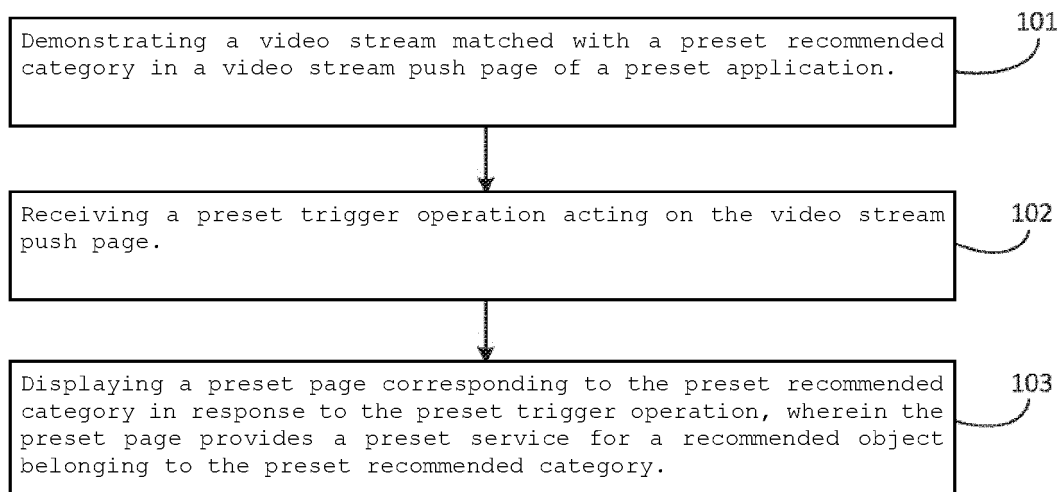 101
Demonstrating a video stream matched with a preset recommended
category in a video stream push page of a preset application.
102
Receiving a preset trigger operation acting on the video stream
push page.
103
Displaying a preset page corresponding to the preset recommended
category in response to the preset trigger operation, wherein the
preset page provides a preset service for a recommended object
belonging to the preset recommended category.